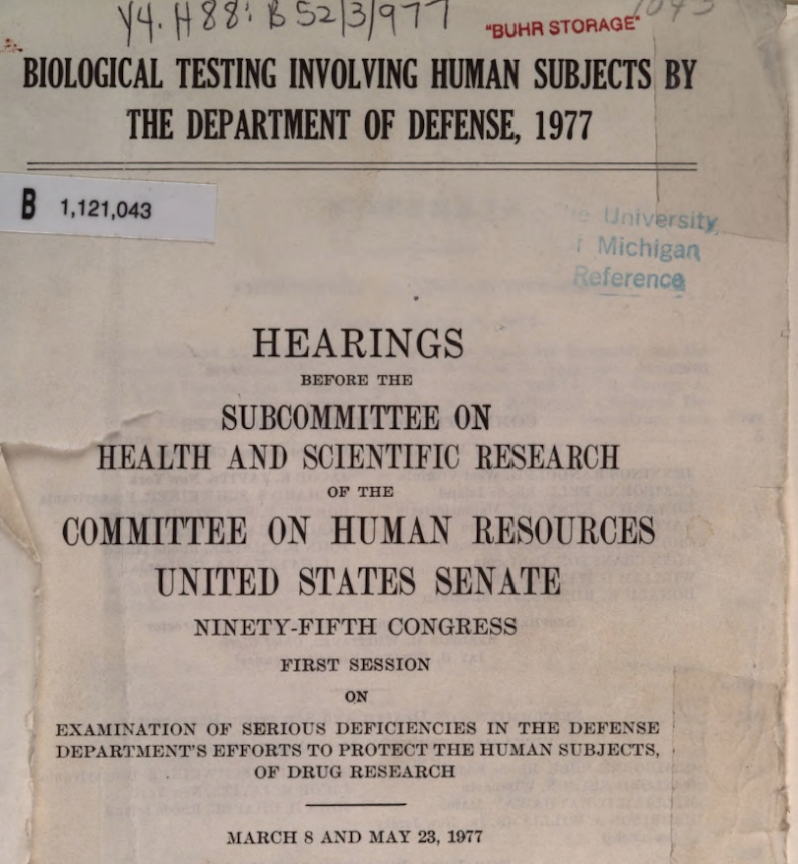 Y4. H88: B 52/3/977
"BUHR STORAGE" 1043
BIOLOGICAL TESTING INVOLVING HUMAN SUBJECTS BY
THE DEPARTMENT OF DEFENSE, 1977
B 1,121,043
University
Michigan
Reference
HEARINGS
BEFORE THE
SUBCOMMITTEE ON
HEALTH AND SCIENTIFIC RESEARCH
OF THE
COMMITTEE ON HUMAN RESOURCES
UNITED STATES SENATE
NINETY-FIFTH CONGRESS
FIRST SESSION
ON
EXAMINATION OF SERIOUS DEFICIENCIES IN THE DEFENSE
DEPARTMENT'S EFFORTS TO PROTECT THE HUMAN SUBJECTS,
OF DRUG RESEARCH
MARCH 8 AND MAY 23, 1977